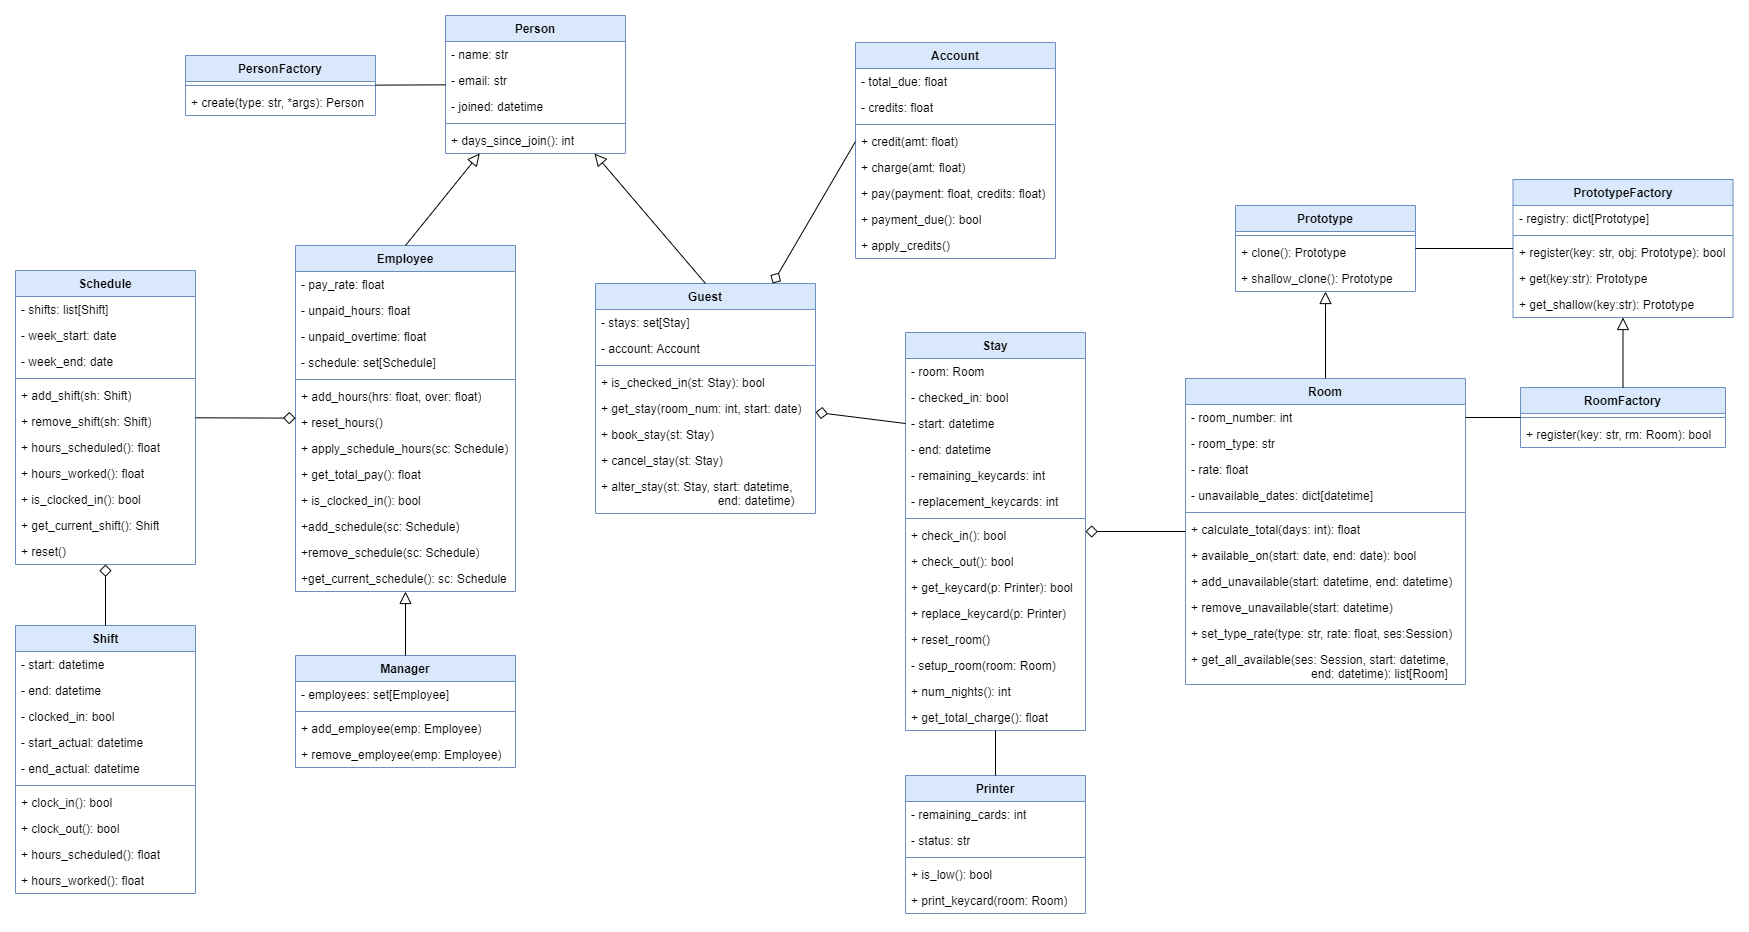 Person
- name: str
- email: str
- joined: datetime
+ days_since_join(): int
PersonFactory
+ create(type: str, *args): Person
Account
- total_due: float
- credits: float
+ credit(amt: float)
+ charge(amt: float)
+ pay(payment: float, credits: float)
+ payment_due(): bool
+ apply_credits()
Prototype
+ clone(): Prototype
+ shallow_clone(): Prototype
PrototypeFactory
- registry: dict[Prototype]
+ register(key: str, obj: Prototype): bool
+ get(key:str): Prototype
+ get_shallow(key:str): Prototype
Schedule
- shifts: list[Shift]
- week_start: date
- week_end: date
+ add_shift(sh: Shift)
+ remove_shift(sh: Shift)
+ hours_scheduled(): float
+ hours_worked(): float
+ is_clocked_in(): bool
+ get_current_shift(): Shift
+ reset()
Employee
- pay_rate: float
- unpaid_hours: float
- unpaid_overtime: float
- schedule: set[Schedule]
+ add_hours(hrs: float, over: float)
+ reset_hours()
+ apply_schedule_hours(sc: Schedule)
+ get_total_pay(): float
+ is_clocked_in(): bool
+add_schedule(sc: Schedule)
+remove_schedule(sc: Schedule)
+get_current_schedule(): sc: Schedule
Guest
- stays: set[Stay]
- account: Account
+ is_checked_in(st: Stay): bool
+ get_stay(room_num: int, start: date)
+ book_stay(st: Stay)
+ cancel_stay(st: Stay)
+ alter_stay(st: Stay, start: datetime,
end: datetime)
Stay
- room: Room
- checked_in: bool
- start: datetime
- end: datetime
- remaining_keycards: int
- replacement_keycards: int
+ check_in(): bool
+ check_out(): bool
+ get_keycard(p: Printer): bool
+ replace_keycard(p: Printer)
+ reset_room()
- setup_room(room: Room)
+ num_nights(): int
+ get_total_charge(): float
Room
- room_number: int
- room_type: str
- rate: float
- unavailable_dates: dict[datetime]
+ calculate_total(days: int): float
+ available_on(start: date, end: date): bool
+ add_unavailable(start: datetime, end: datetime)
+ remove_unavailable(start: datetime)
+ set_type_rate(type: str, rate: float, ses:Session)
+ get_all_available(ses: Session, start: datetime,
end: datetime): list[Room]
RoomFactory
+ register(key: str, rm: Room): bool
Shift
- start: datetime
- end: datetime
- clocked_in: bool
- start_actual: datetime
- end_actual: datetime
+ clock_in(): bool
+ clock_out(): bool
+ hours_scheduled(): float
+ hours_worked(): float
Manager
- employees: set[Employee]
+ add_employee(emp: Employee)
+ remove_employee(emp: Employee)
Printer
- remaining_cards: int
- status: str
+ is_low(): bool
+ print_keycard(room: Room)